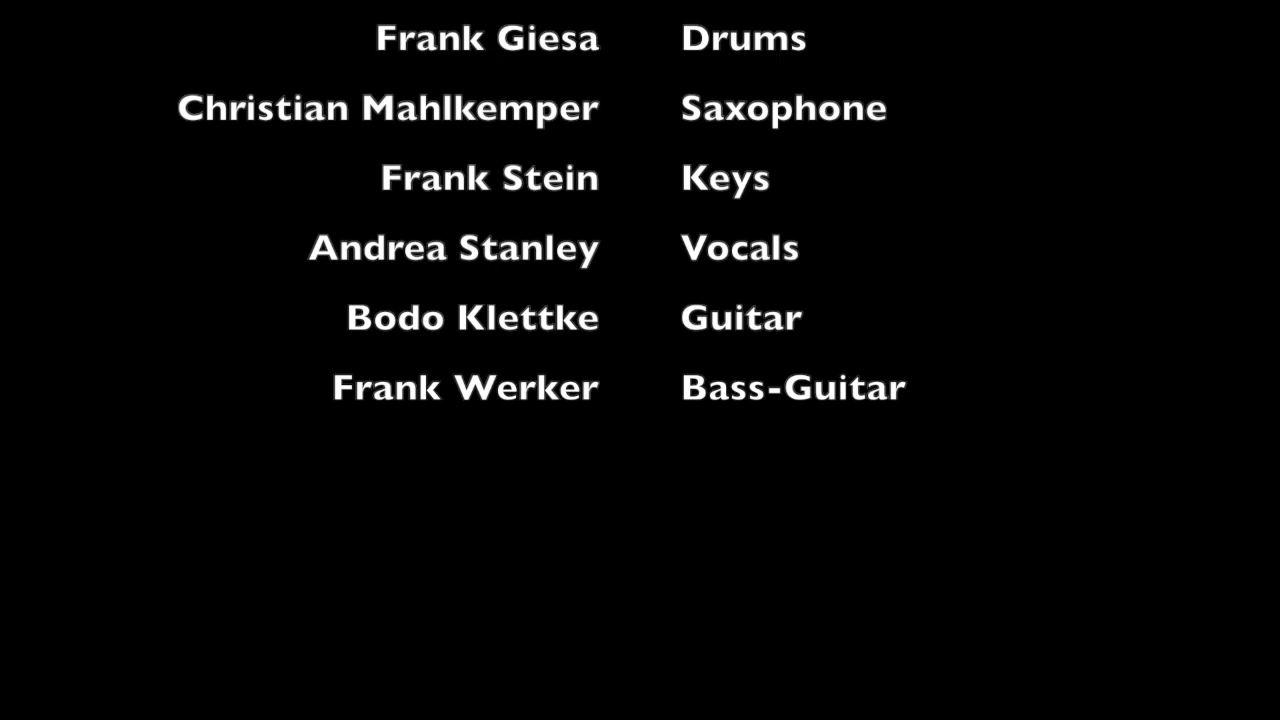 Frank Giesa Drums
Christian Mahlkemper Saxophone
Frank Stein Keys
Andrea Stanley Vocals
Bodo Klettke Guitar
Frank Werker Bass-Guitar